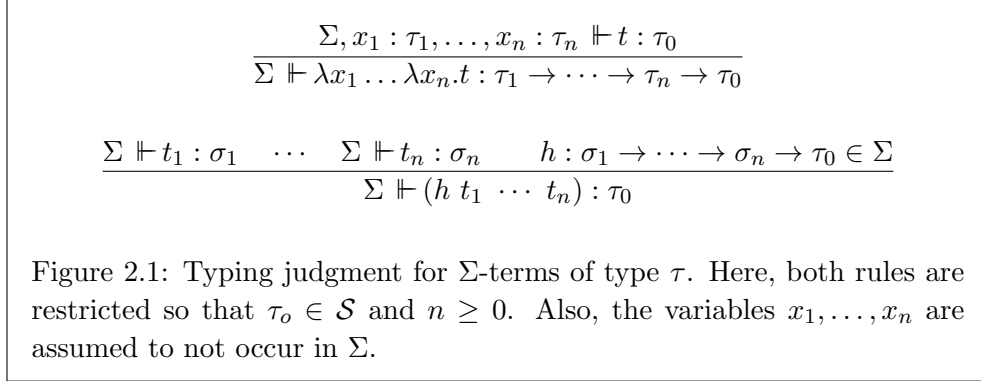 Σ, x₁ : τ₁, . . . , xₙ : τₙ ⊩ t : τ₀
Σ ⊩ λx₁ . . . λxₙ.t : τ₁ → · · · → τₙ → τ₀
Σ ⊩ t₁ : σ₁ · · · Σ ⊩ tₙ : σₙ h : σ₁ → · · · → σₙ → τ₀ ∈ Σ
Σ ⊩ (h t₁ · · · tₙ) : τ₀
Figure 2.1: Typing judgment for Σ-terms of type τ. Here, both rules are
restricted so that τₒ ∈ 𝒮 and n ≥ 0. Also, the variables x₁, . . . , xₙ are
assumed to not occur in Σ.